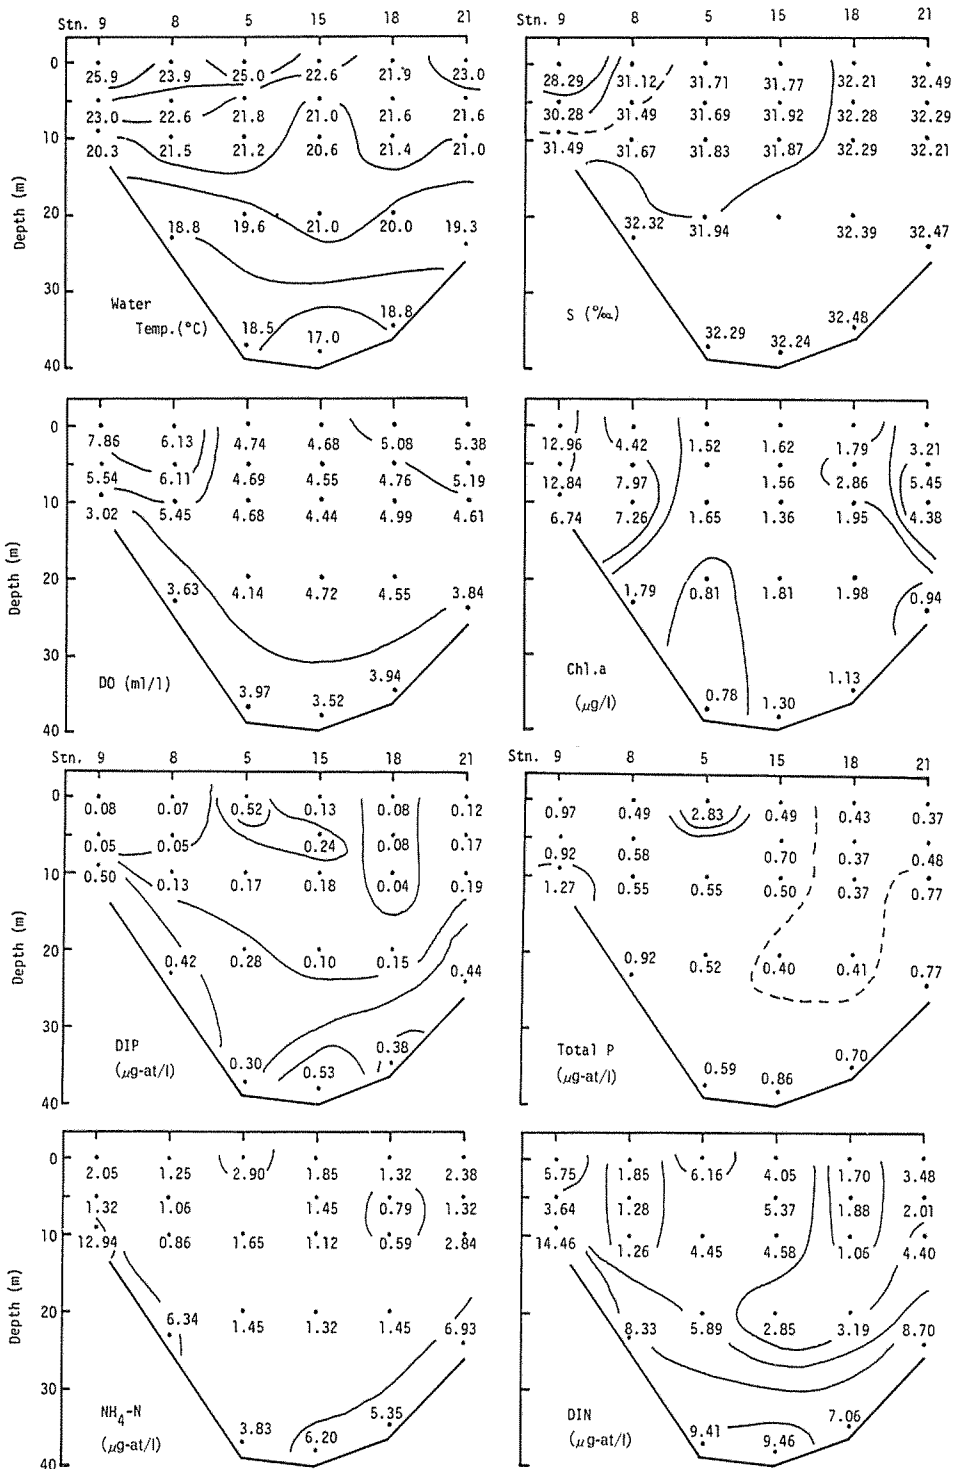 Stn. 9 8 5 15 18 21
0 25.9 23.9 25.0 22.6 21.9 23.0
23.0 22.6 21.8 21.0 21.6 21.6
10 20.3 21.5 21.2 20.6 21.4 21.0
20 18.8 19.6 21.0 20.0 19.3
30
Water
Temp.(°C) 18.5 17.0 18.8
40
Depth (m)
Stn. 9 8 5 15 18 21
28.29 31.12 31.71 31.77 32.21 32.49
30.28 31.49 31.69 31.92 32.28 32.29
31.49 31.67 31.83 31.87 32.29 32.21
32.32 31.94 32.39 32.47
S (‰)
32.29 32.24 32.48
0 7.86 6.13 4.74 4.68 5.08 5.38
5.54 6.11 4.69 4.55 4.76 5.19
10 3.02 5.45 4.68 4.44 4.99 4.61
20 3.63 4.14 4.72 4.55 3.84
30
DO (ml/l) 3.97 3.52 3.94
40
Depth (m)
12.96 4.42 1.52 1.62 1.79 3.21
12.84 7.97 1.56 2.86 5.45
6.74 7.26 1.65 1.36 1.95 4.38
1.79 0.81 1.81 1.98 0.94
Chl.a
(μg/l)
0.78 1.30 1.13
Stn. 9 8 5 15 18 21
0 0.08 0.07 0.52 0.13 0.08 0.12
0.05 0.05 0.24 0.08 0.17
10 0.50 0.13 0.17 0.18 0.04 0.19
20 0.42 0.28 0.10 0.15 0.44
30
DIP
(μg-at/l)
0.30 0.53 0.38
40
Depth (m)
Stn. 9 8 5 15 18 21
0.97 0.49 2.83 0.49 0.43 0.37
0.92 0.58 0.70 0.37 0.48
1.27 0.55 0.55 0.50 0.37 0.77
0.92 0.52 0.40 0.41 0.77
Total P
(μg-at/l)
0.59 0.86 0.70
0 2.05 1.25 2.90 1.85 1.32 2.38
1.32 1.06 1.45 0.79 1.32
10 12.94 0.86 1.65 1.12 0.59 2.84
20 6.34 1.45 1.32 1.45 6.93
30
NH4-N
(μg-at/l)
3.83 6.20 5.35
40
Depth (m)
5.75 1.85 6.16 4.05 1.70 3.48
3.64 1.28 5.37 1.88 2.01
14.46 1.26 4.45 4.58 1.06 4.40
8.33 5.89 2.85 3.19 8.70
DIN
(μg-at/l)
9.41 9.46 7.06